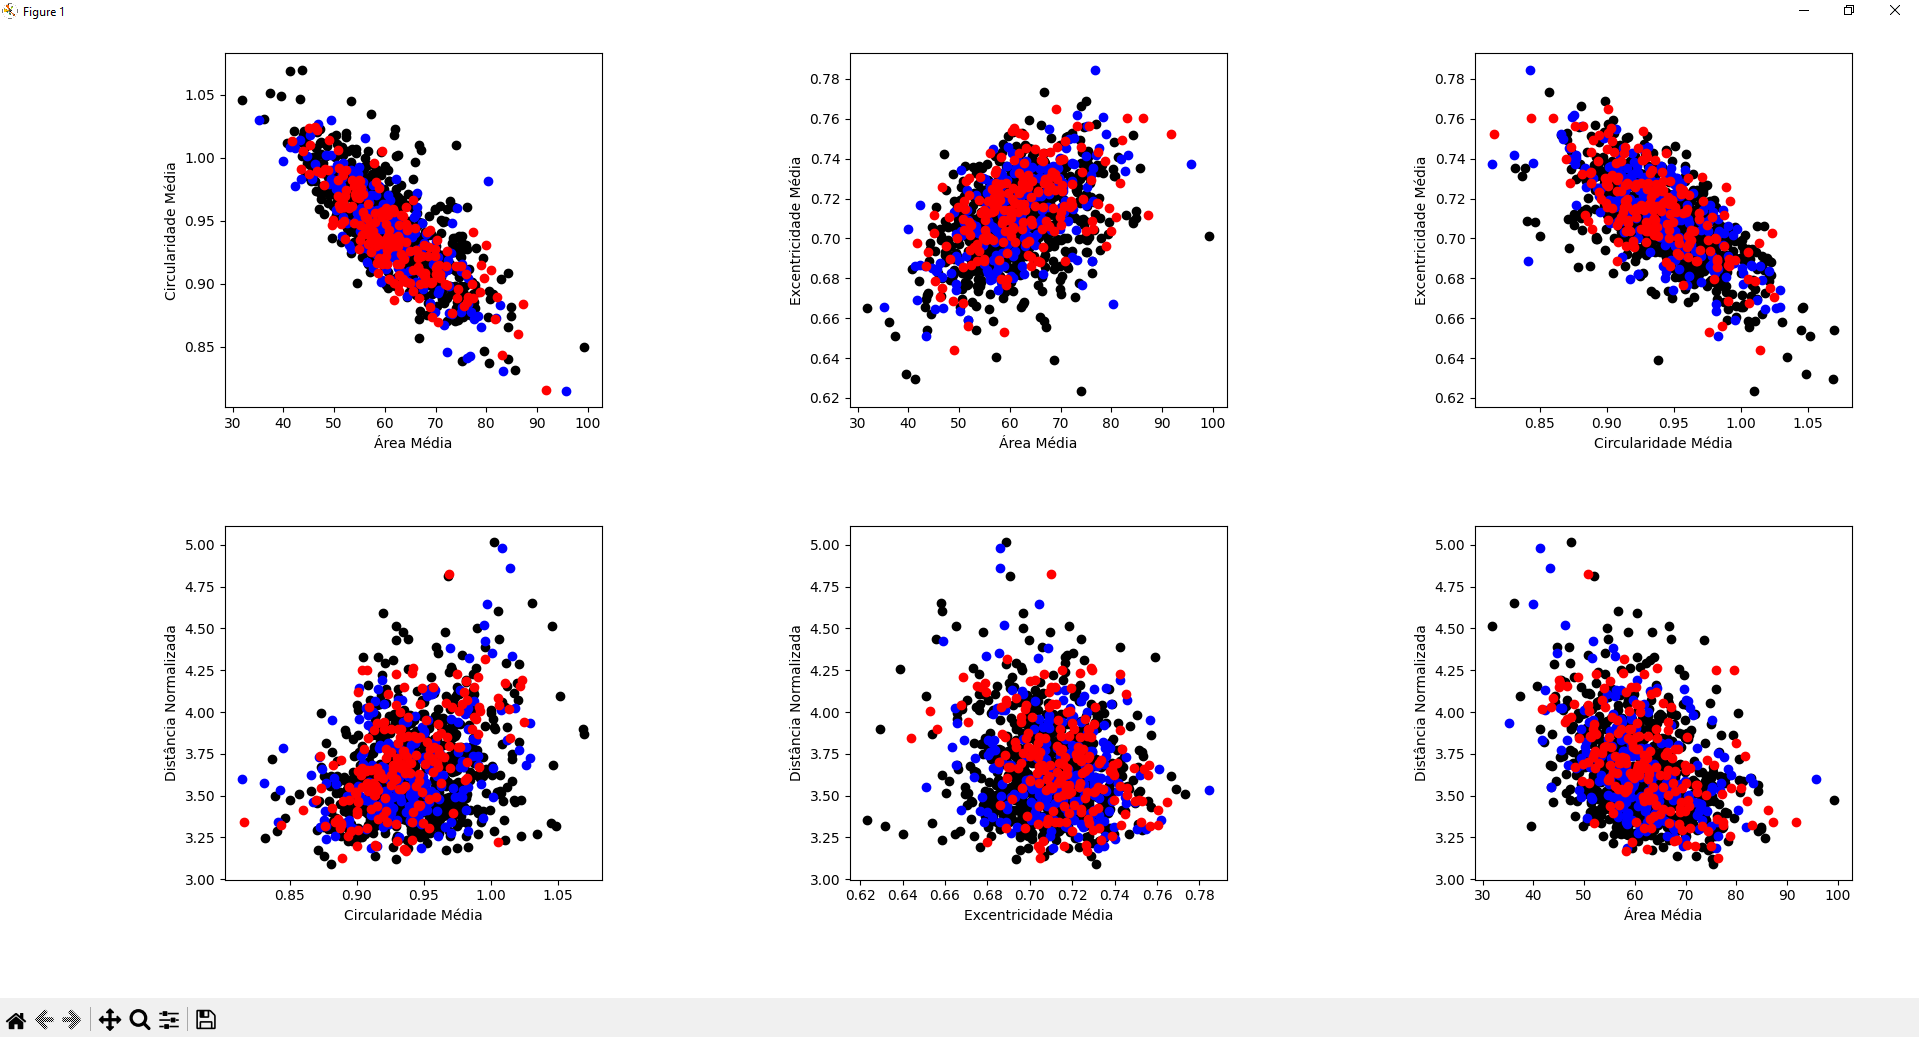 Figure 1
1.05
1.00
0.95
0.90
0.85
Circularidade Média
30 40 50 60 70 80 90 100
Área Média
0.78
0.76
0.74
0.72
0.70
0.68
0.66
0.64
0.62
Excentricidade Média
30 40 50 60 70 80 90 100
Área Média
0.78
0.76
0.74
0.72
0.70
0.68
0.66
0.64
0.62
Excentricidade Média
0.85 0.90 0.95 1.00 1.05
Circularidade Média
5.00
4.75
4.50
4.25
4.00
3.75
3.50
3.25
3.00
Distância Normalizada
0.85 0.90 0.95 1.00 1.05
Circularidade Média
5.00
4.75
4.50
4.25
4.00
3.75
3.50
3.25
3.00
Distância Normalizada
0.62 0.64 0.66 0.68 0.70 0.72 0.74 0.76 0.78
Excentricidade Média
5.00
4.75
4.50
4.25
4.00
3.75
3.50
3.25
3.00
Distância Normalizada
30 40 50 60 70 80 90 100
Área Média